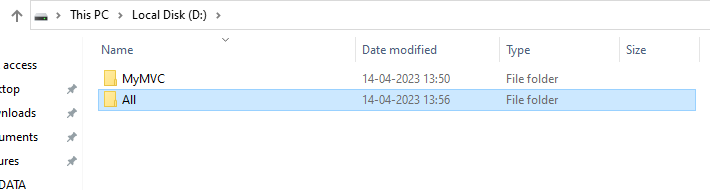 This PC > Local Disk (D:) >
Name Date modified Type Size
access
MyMVC 14-04-2023 13:50 File folder
top
All 14-04-2023 13:56 File folder
wnloads
uments
ures
DATA